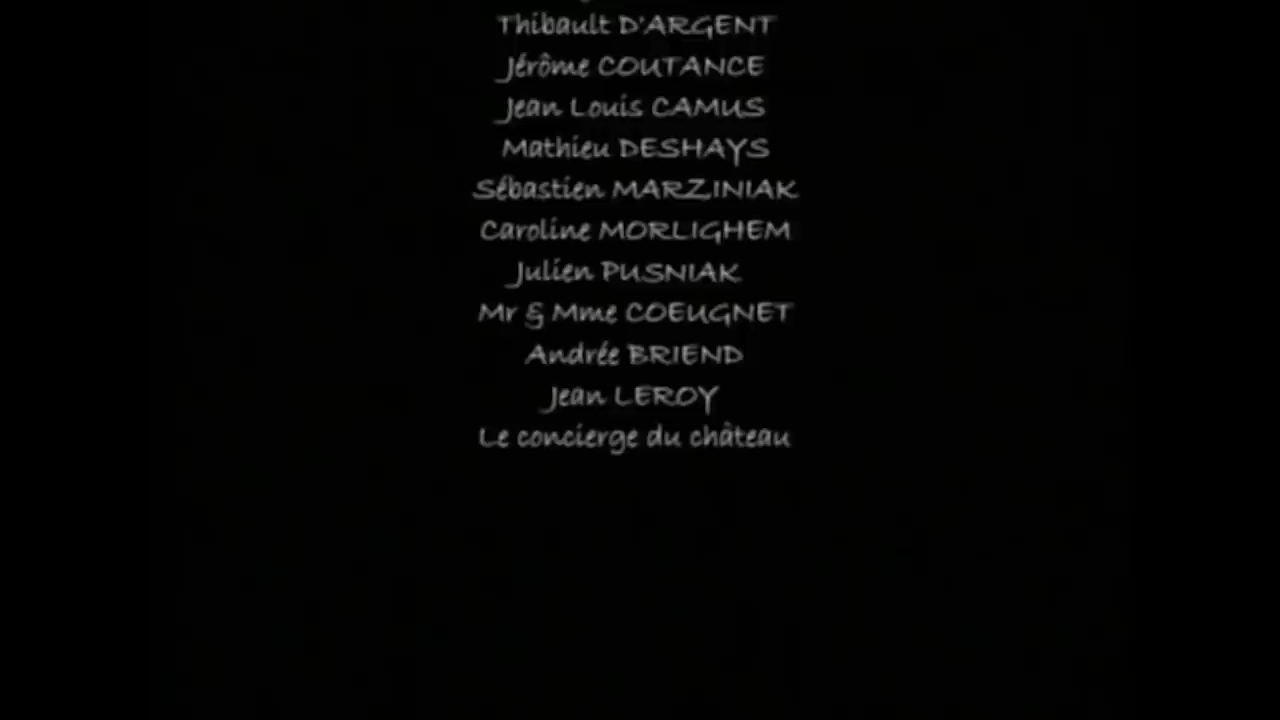 Thibault D'ARGENT
Jérôme COUTANCE
Jean Louis CAMUS
Mathieu DESHAYS
Sébastien MARZINIAK
Caroline MORLIGHEM
Julien PUSNIAK
Mr & Mme COEUGNET
Andrée BRIEND
Jean LEROY
Le concierge du château